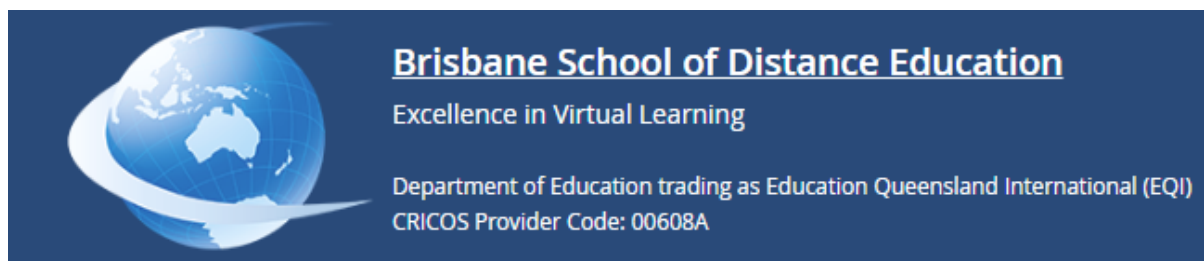 Brisbane School of Distance Education
Excellence in Virtual Learning
Department of Education trading as Education Queensland International (EQI)
CRICOS Provider Code: 00608A